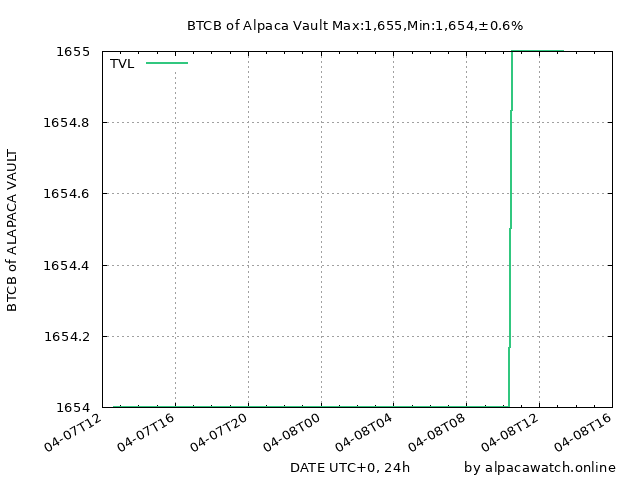 BTCB of Alpaca Vault Max:1,655,Min:1,654,±0.6%
TVL
1655
1654.8
1654.6
1654.4
1654.2
1654
BTCB of ALAPACA VAULT
04-07T12
04-07T16
04-07T20
04-08T00
04-08T04
04-08T08
04-08T12
04-08T16
DATE UTC+0, 24h
by alpacawatch.online